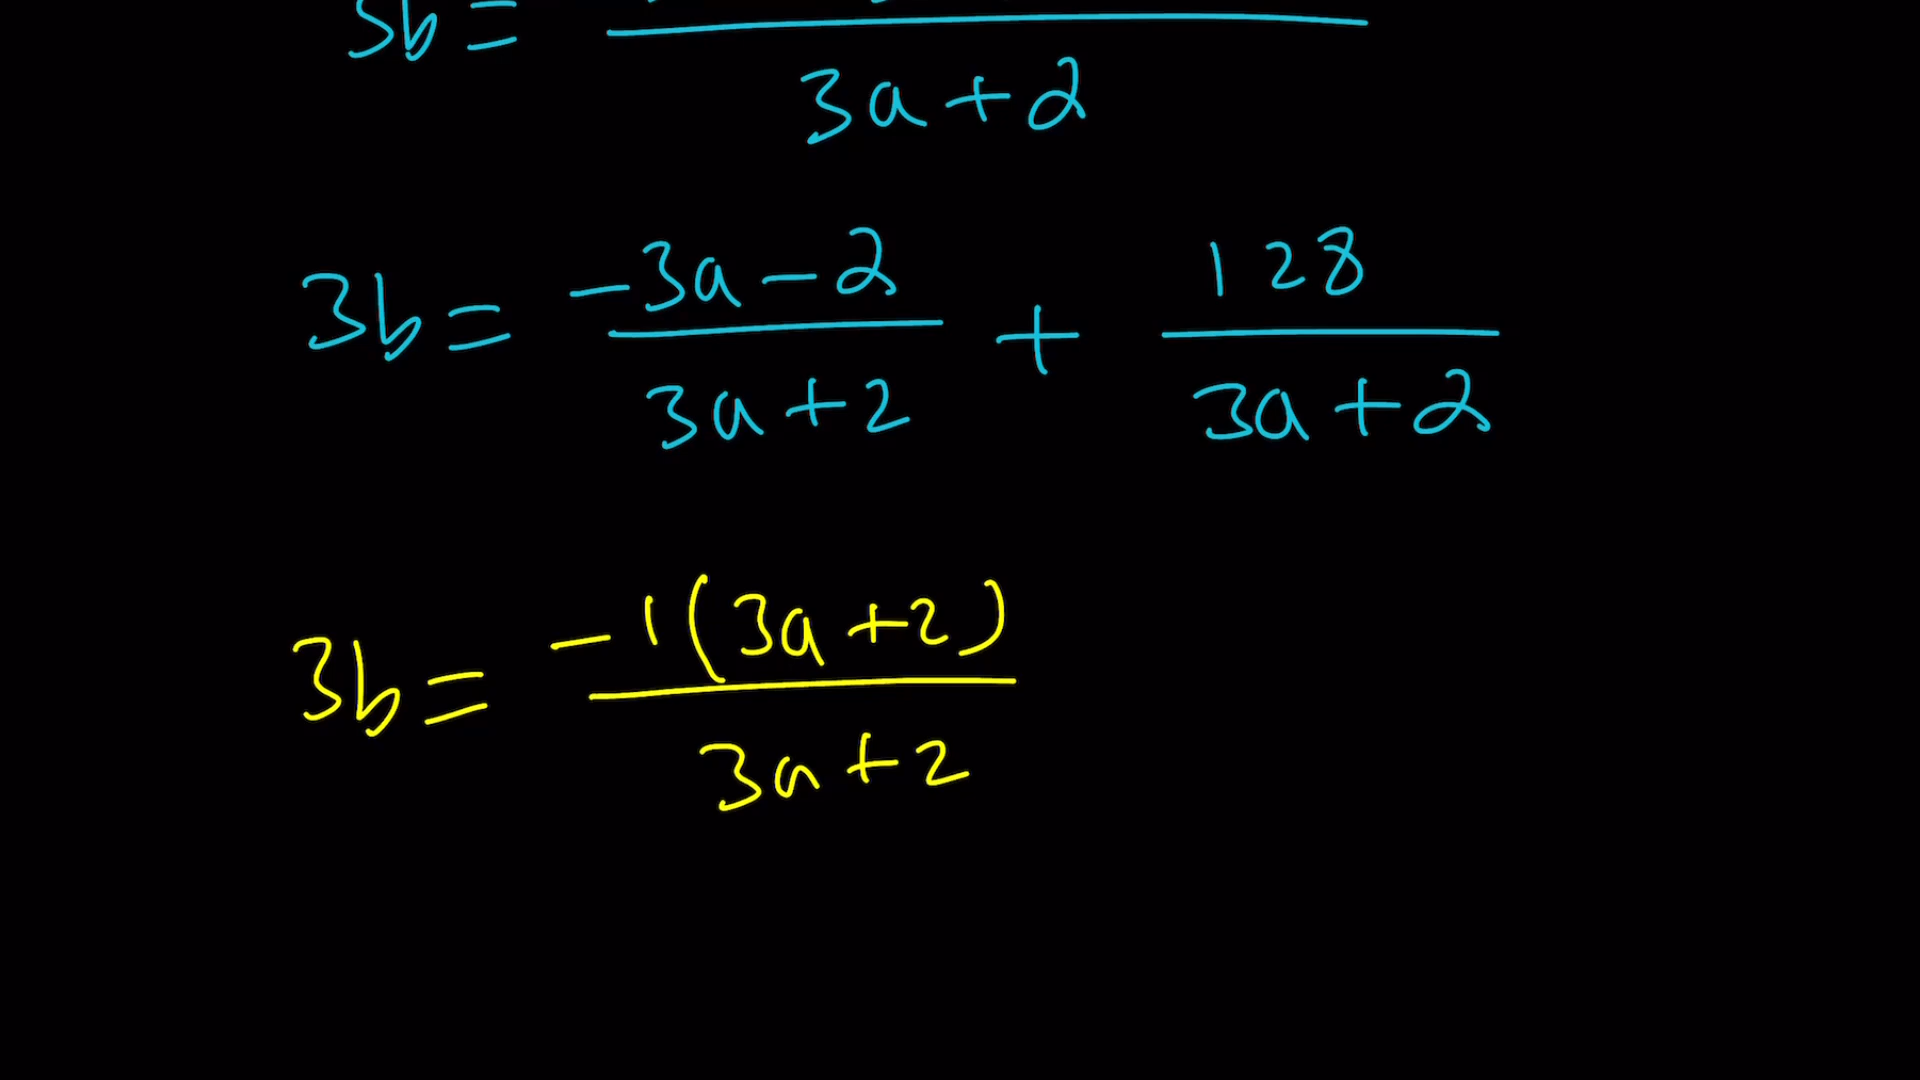 3b =
3a + 2
3b = -3a - 2 / 3a + 2 + 128 / 3a + 2
3b = -1(3a + 2) / 3a + 2